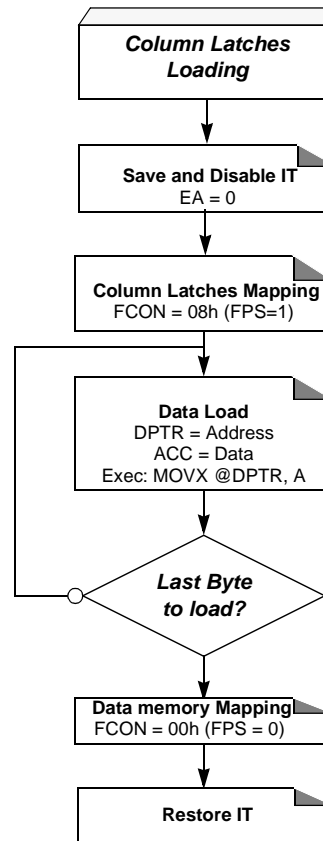 Column Latches
Loading
Save and Disable IT
EA = 0
Column Latches Mapping
FCON = 08h (FPS=1)
Data Load
DPTR = Address
ACC = Data
Exec: MOVX @DPTR, A
Last Byte
to load?
Data memory Mapping
FCON = 00h (FPS = 0)
Restore IT